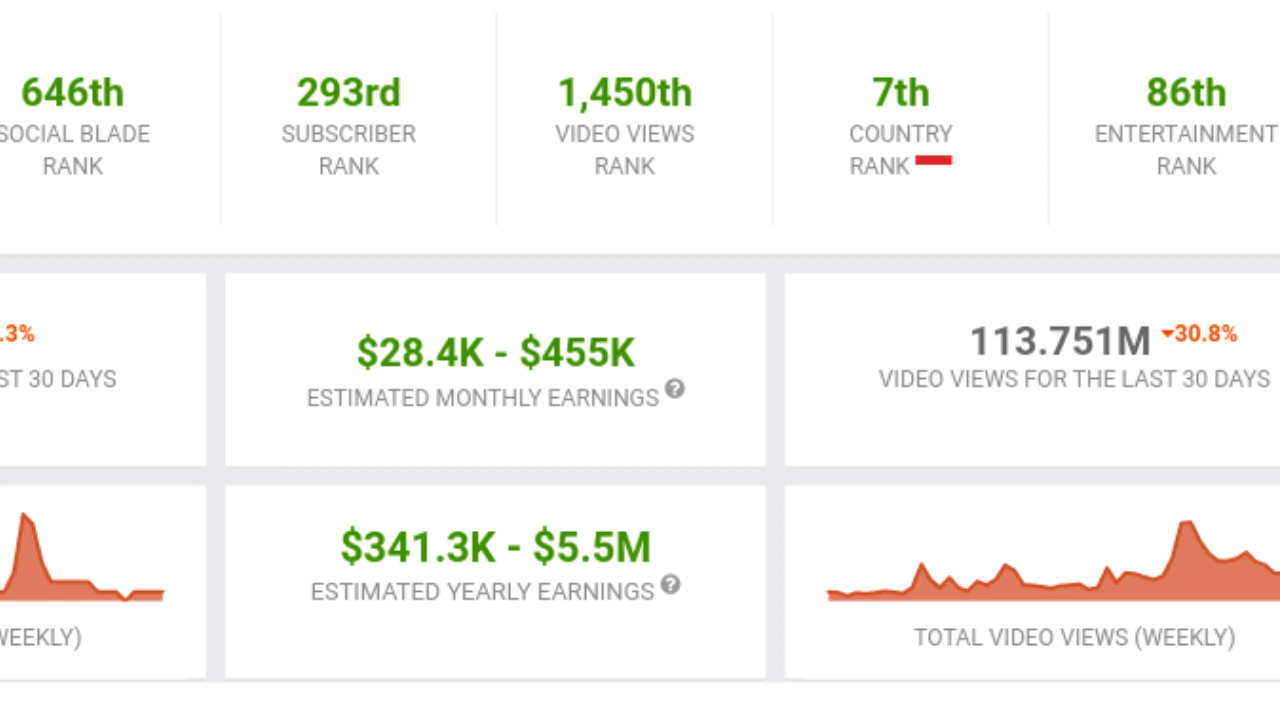 646th
293rd
1,450th
7th
86th
SOCIAL BLADE
RANK
SUBSCRIBER
RANK
VIDEO VIEWS
RANK
COUNTRY
RANK
ENTERTAINMENT
RANK
.3%
ST 30 DAYS
$28.4K - $455K
ESTIMATED MONTHLY EARNINGS ?
113.751M 30.8%
VIDEO VIEWS FOR THE LAST 30 DAYS
WEEKLY)
$341.3K - $5.5M
ESTIMATED YEARLY EARNINGS ?
TOTAL VIDEO VIEWS (WEEKLY)